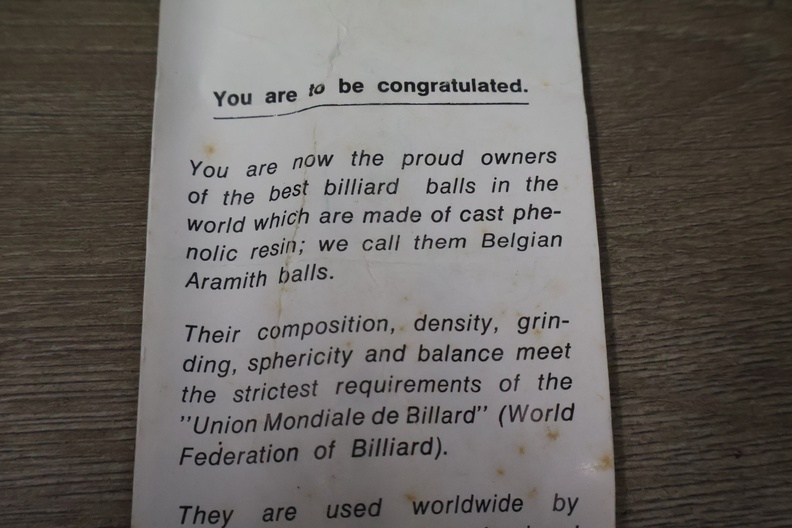 You are to be congratulated.
You are now the proud owners
of the best billiard balls in the
world which are made of cast phe-
nolic resin; we call them Belgian
Aramith balls.
Their composition, density, grin-
ding, sphericity and balance meet
the strictest requirements of the
"Union Mondiale de Billard" (World
Federation of Billiard).
They are used worldwide by